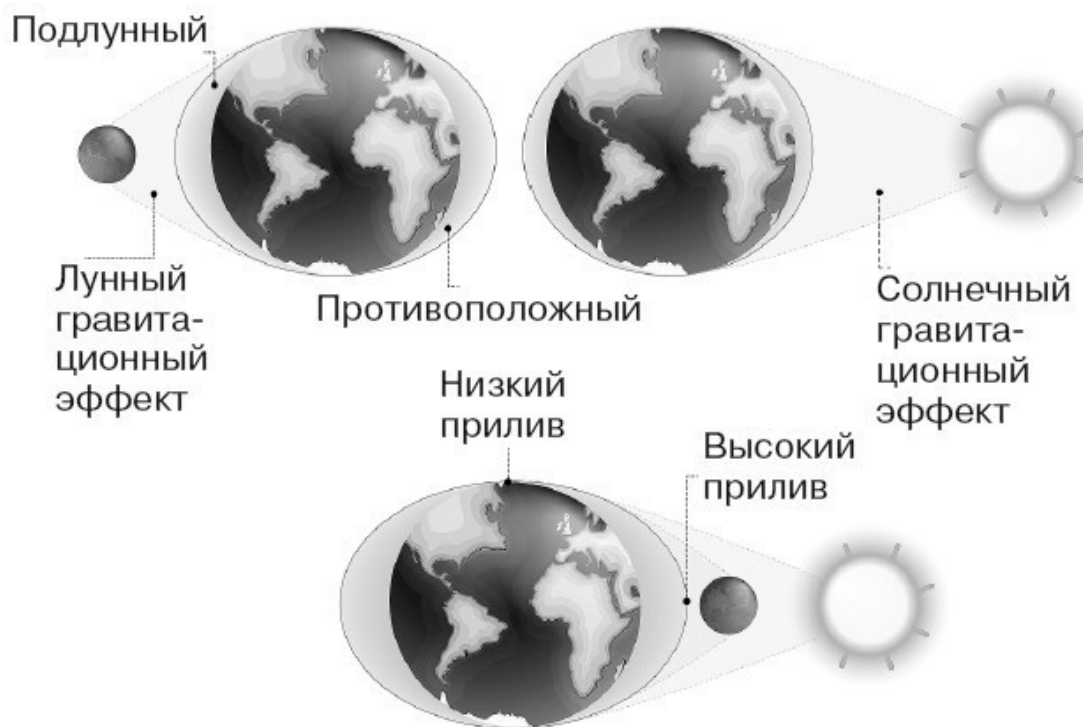 Подлунный
Лунный
гравита-
ционный
эффект
Противоположный
Солнечный
гравита-
ционный
эффект
Низкий
прилив
Высокий
прилив